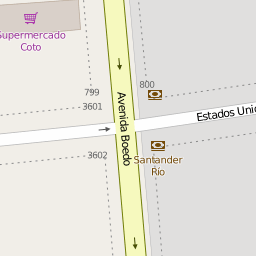 Supermercado
Coto
799
800
3601
Estados Unid
Avenida Boedo
3602
Santander
Río